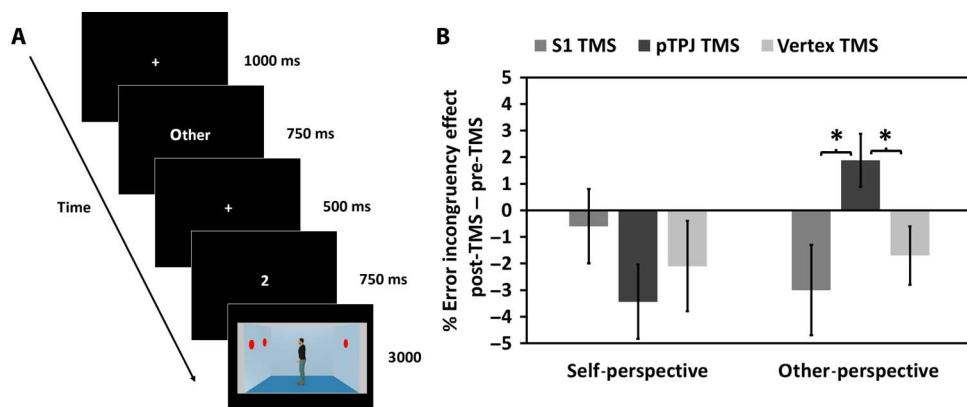 A
+
1000 ms
Other
750 ms
+
500 ms
Time
2
750 ms
3000
B
S1 TMS pTPJ TMS Vertex TMS
% Error incongruency effect
post-TMS – pre-TMS
5
4
3
2
1
0
–1
–2
–3
–4
–5
* *
Self-perspective Other-perspective